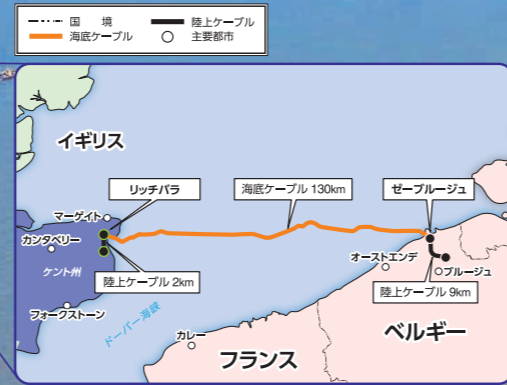 国　境
陸上ケーブル
海底ケーブル
主要都市
イギリス
リッチバラ
海底ケーブル 130km
ゼーブルージュ
マーゲイト
カンタベリー
オーストエンデ
ブルージュ
ケント州
陸上ケーブル 2km
陸上ケーブル 9km
フォークストーン
ドーバー海峡
カレー
ベルギー
フランス